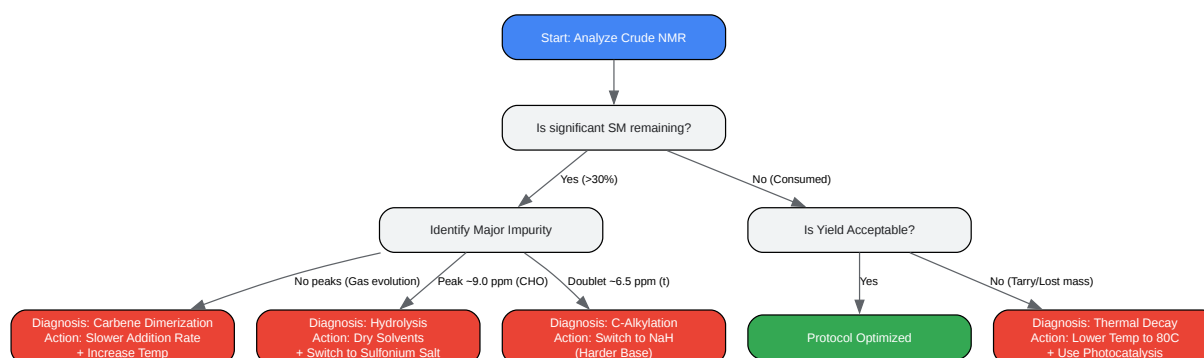 Start: Analyze Crude NMR
Is significant SM remaining?
Yes (>30%)
No (Consumed)
Identify Major Impurity
Is Yield Acceptable?
No peaks (Gas evolution)
Peak ~9.0 ppm (CHO)
Doublet ~6.5 ppm (t)
Yes
No (Tarry/Lost mass)
Diagnosis: Carbene Dimerization
Action: Slower Addition Rate
+ Increase Temp
Diagnosis: Hydrolysis
Action: Dry Solvents
+ Switch to Sulfonium Salt
Diagnosis: C-Alkylation
Action: Switch to NaH
(Harder Base)
Protocol Optimized
Diagnosis: Thermal Decay
Action: Lower Temp to 80C
+ Use Photocatalysis